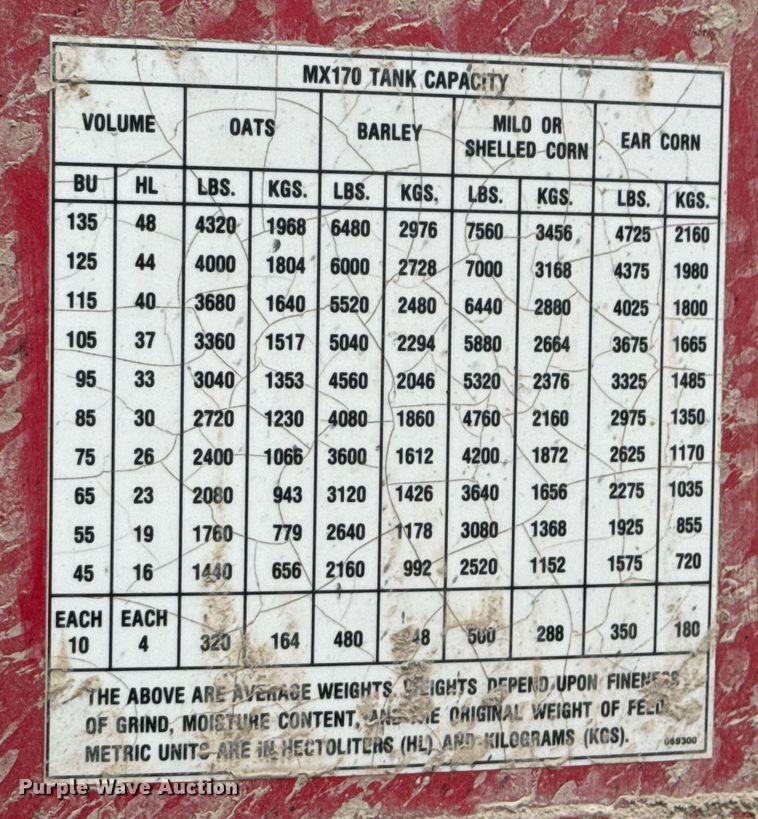 MX170 TANK CAPACITY
VOLUME OATS BARLEY MILO OR SHELLED CORN EAR CORN
BU HL LBS. KGS. LBS. KGS. LBS. KGS. LBS. KGS.
135 48 4320 1968 6480 2976 7560 3456 4725 2160
125 44 4000 1804 6000 2728 7000 3168 4375 1980
115 40 3680 1640 5520 2480 6440 2880 4025 1800
105 37 3360 1517 5040 2294 5880 2664 3675 1665
95 33 3040 1353 4560 2046 5320 2376 3325 1485
85 30 2720 1230 4080 1860 4760 2160 2975 1350
75 26 2400 1066 3600 1612 4200 1872 2625 1170
65 23 2080 943 3120 1426 3640 1656 2275 1035
55 19 1760 779 2640 1178 3080 1368 1925 855
45 16 1440 656 2160 992 2520 1152 1575 720
EACH 10 EACH 4 320 164 480 288 350 180
THE ABOVE ARE AVERAGE WEIGHTS. WEIGHTS DEPEND UPON FINENESS
OF GRIND, MOISTURE CONTENT, AND THE ORIGINAL WEIGHT OF FEED.
METRIC UNITS ARE IN HECTOLITERS (HL) AND KILOGRAMS (KGS).
Purple Wave Auction